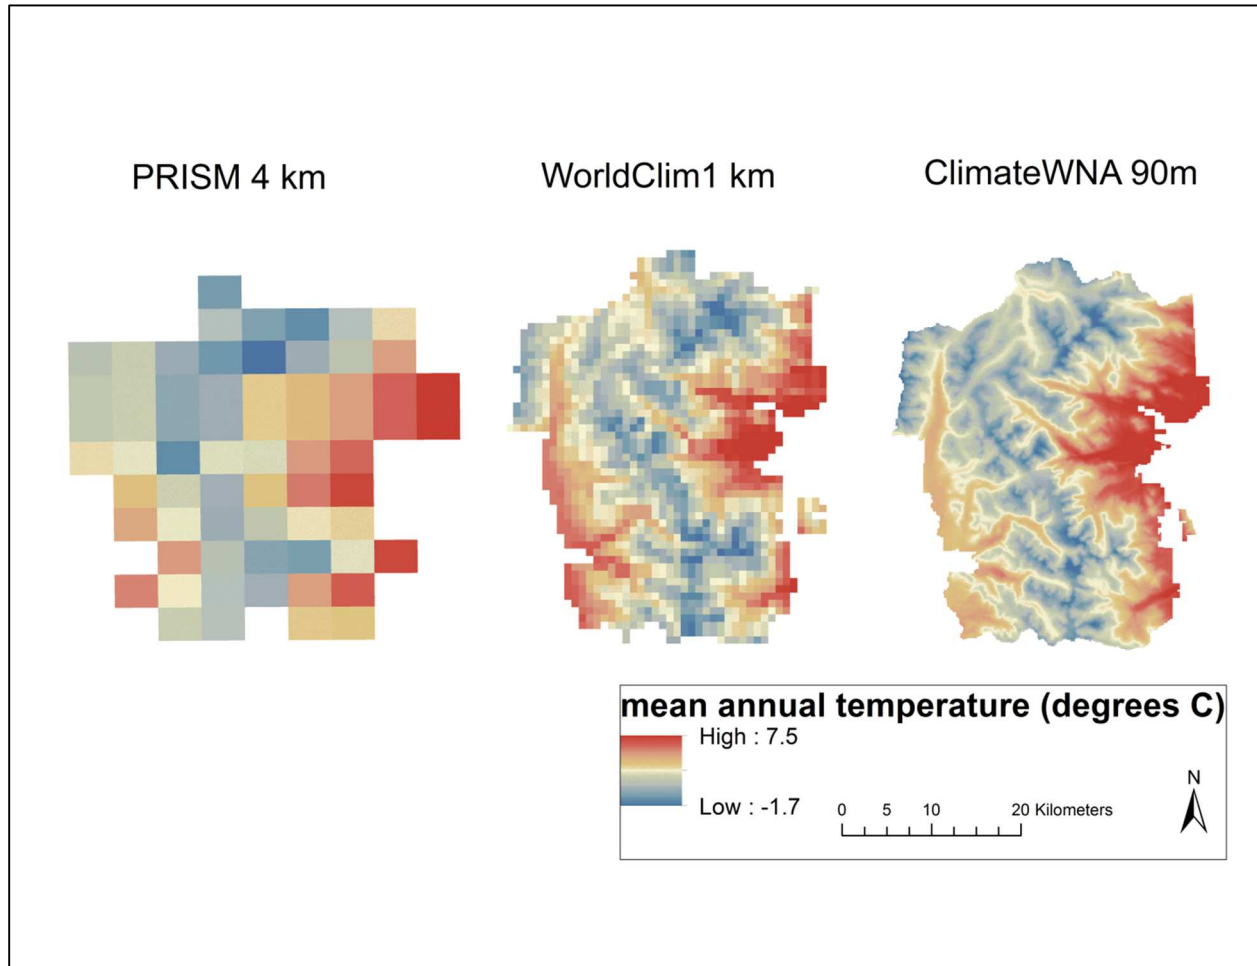 PRISM 4 km
WorldClim1 km
ClimateWNA 90m
mean annual temperature (degrees C)
High : 7.5
Low : -1.7
0 5 10 20 Kilometers
N